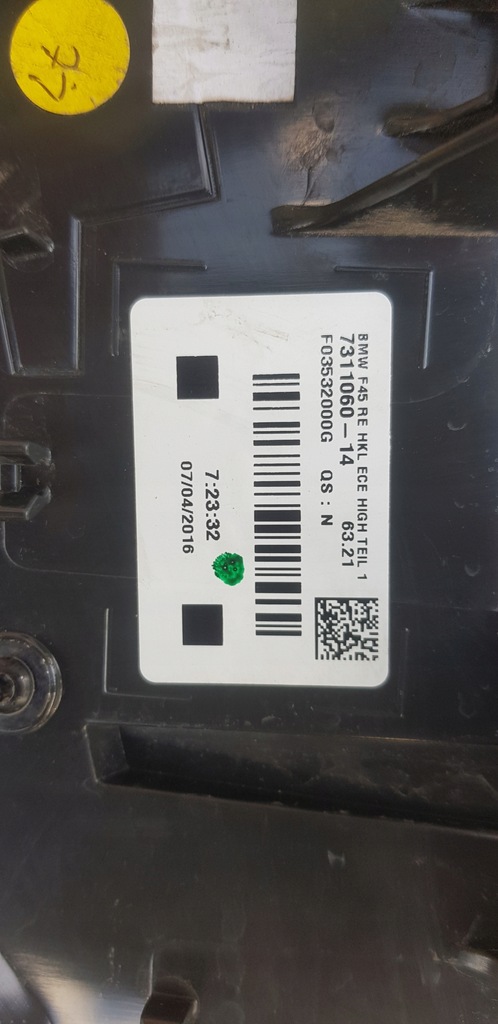 BMW F45 RE HKL ECE HIGH TEIL 1
7311060-14 63.21
F03532000G QS : N
7:23:32
07/04/2016